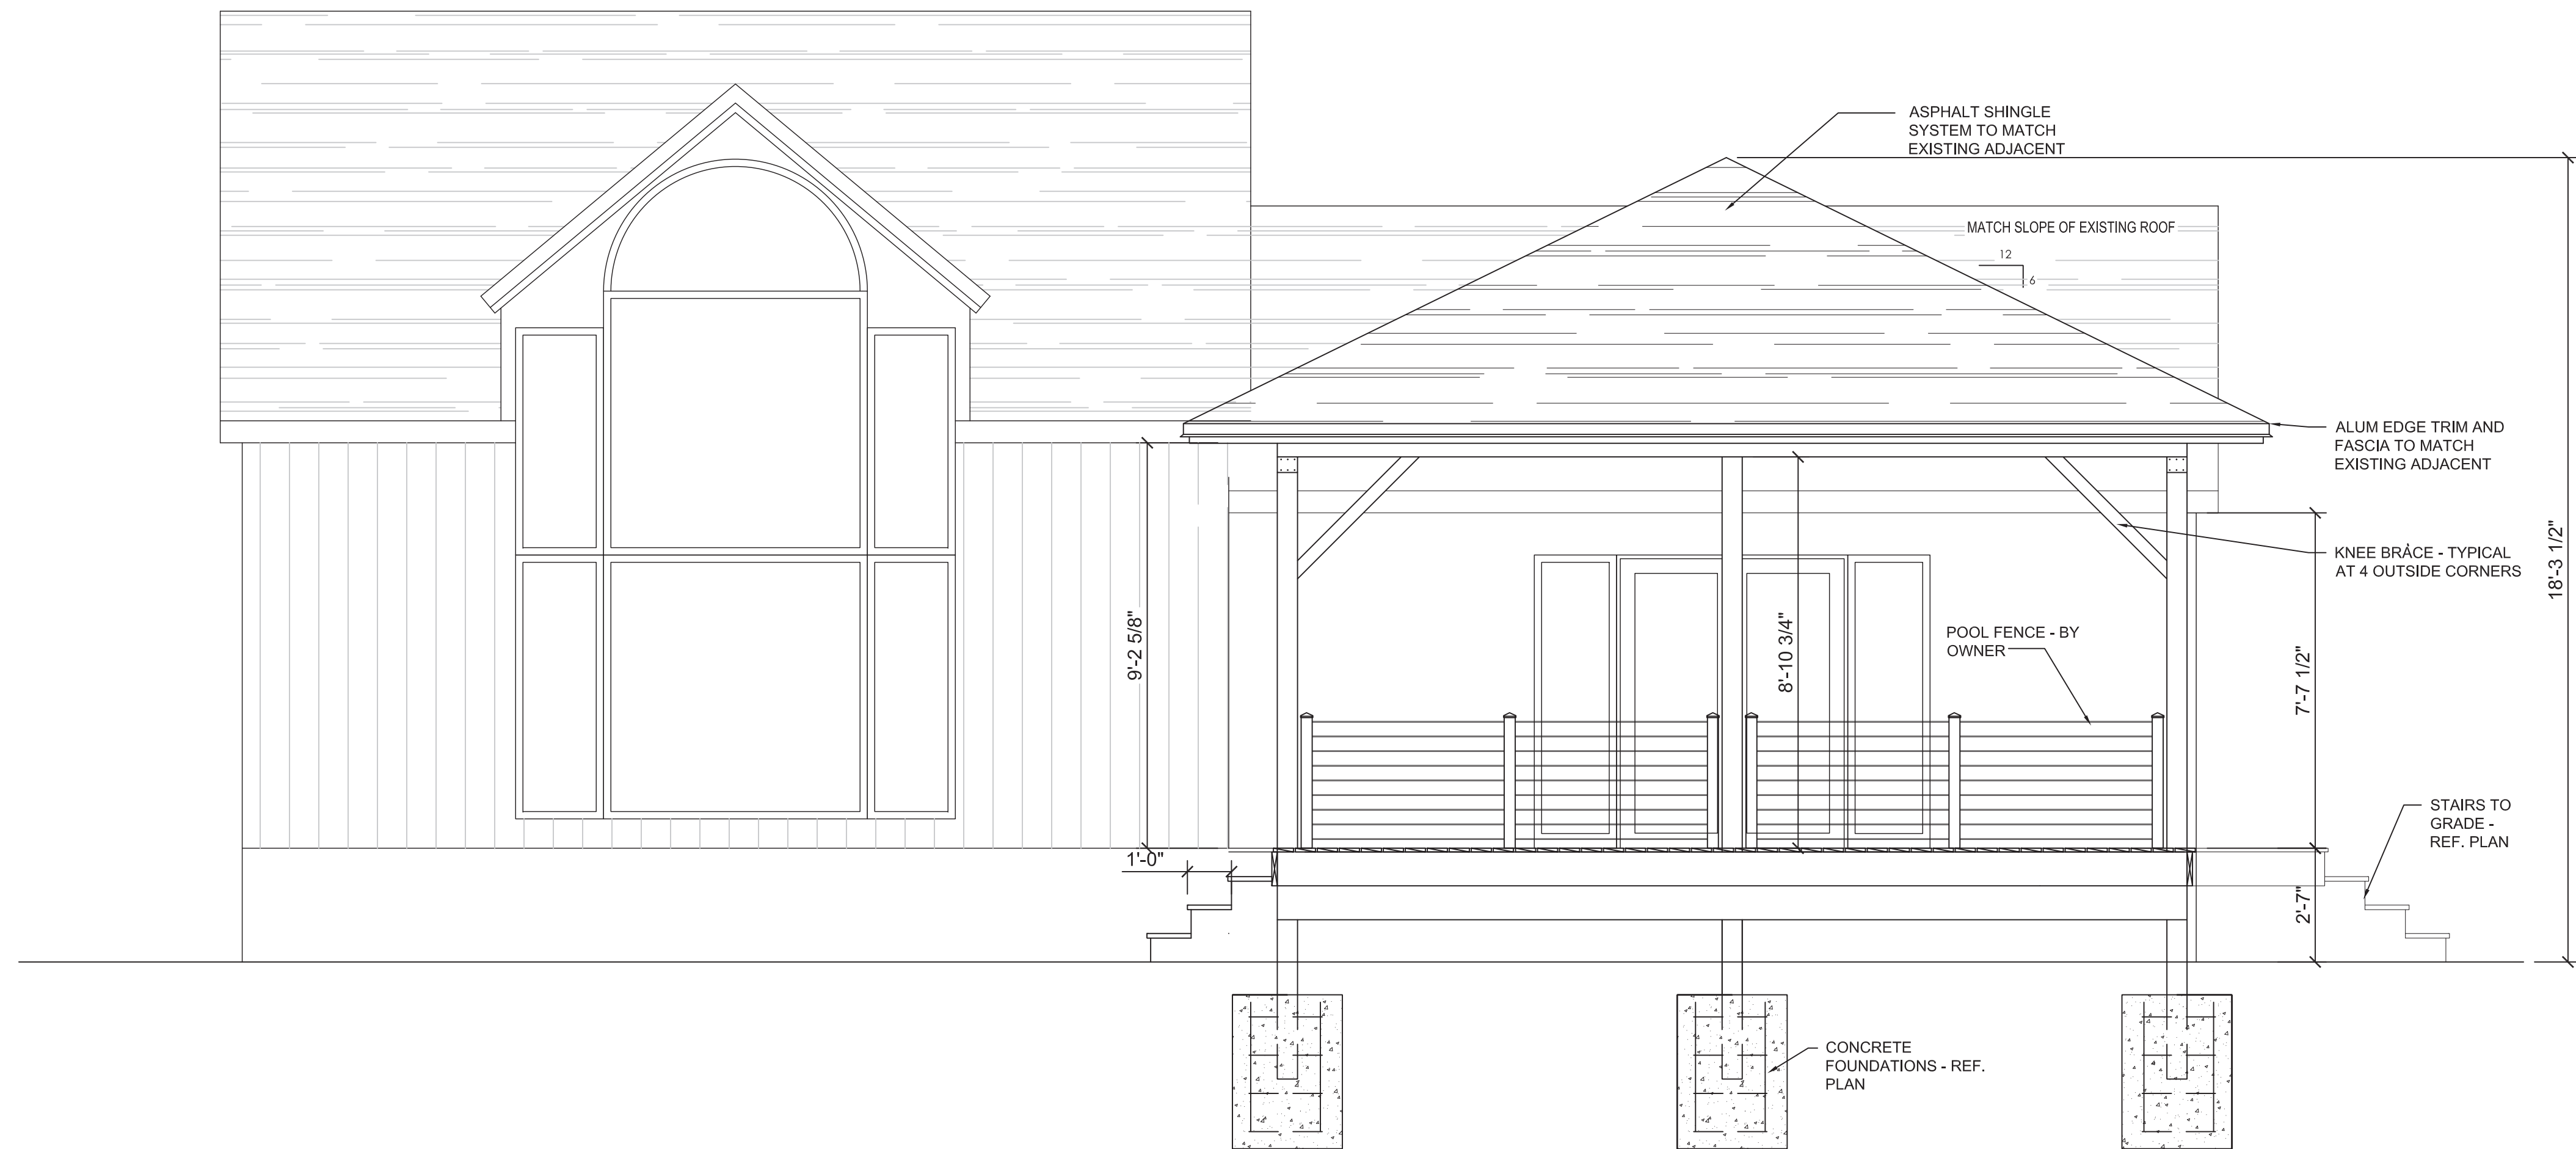 ASPHALT SHINGLE
SYSTEM TO MATCH
EXISTING ADJACENT
MATCH SLOPE OF EXISTING ROOF
12
6
ALUM EDGE TRIM AND
FASCIA TO MATCH
EXISTING ADJACENT
KNEE BRACE - TYPICAL
AT 4 OUTSIDE CORNERS
18'-3 1/2"
9'-2 5/8"
8'-10 3/4"
POOL FENCE - BY
OWNER
7'-7 1/2"
STAIRS TO
GRADE -
REF. PLAN
1'-0"
2'-7"
CONCRETE
FOUNDATIONS - REF.
PLAN